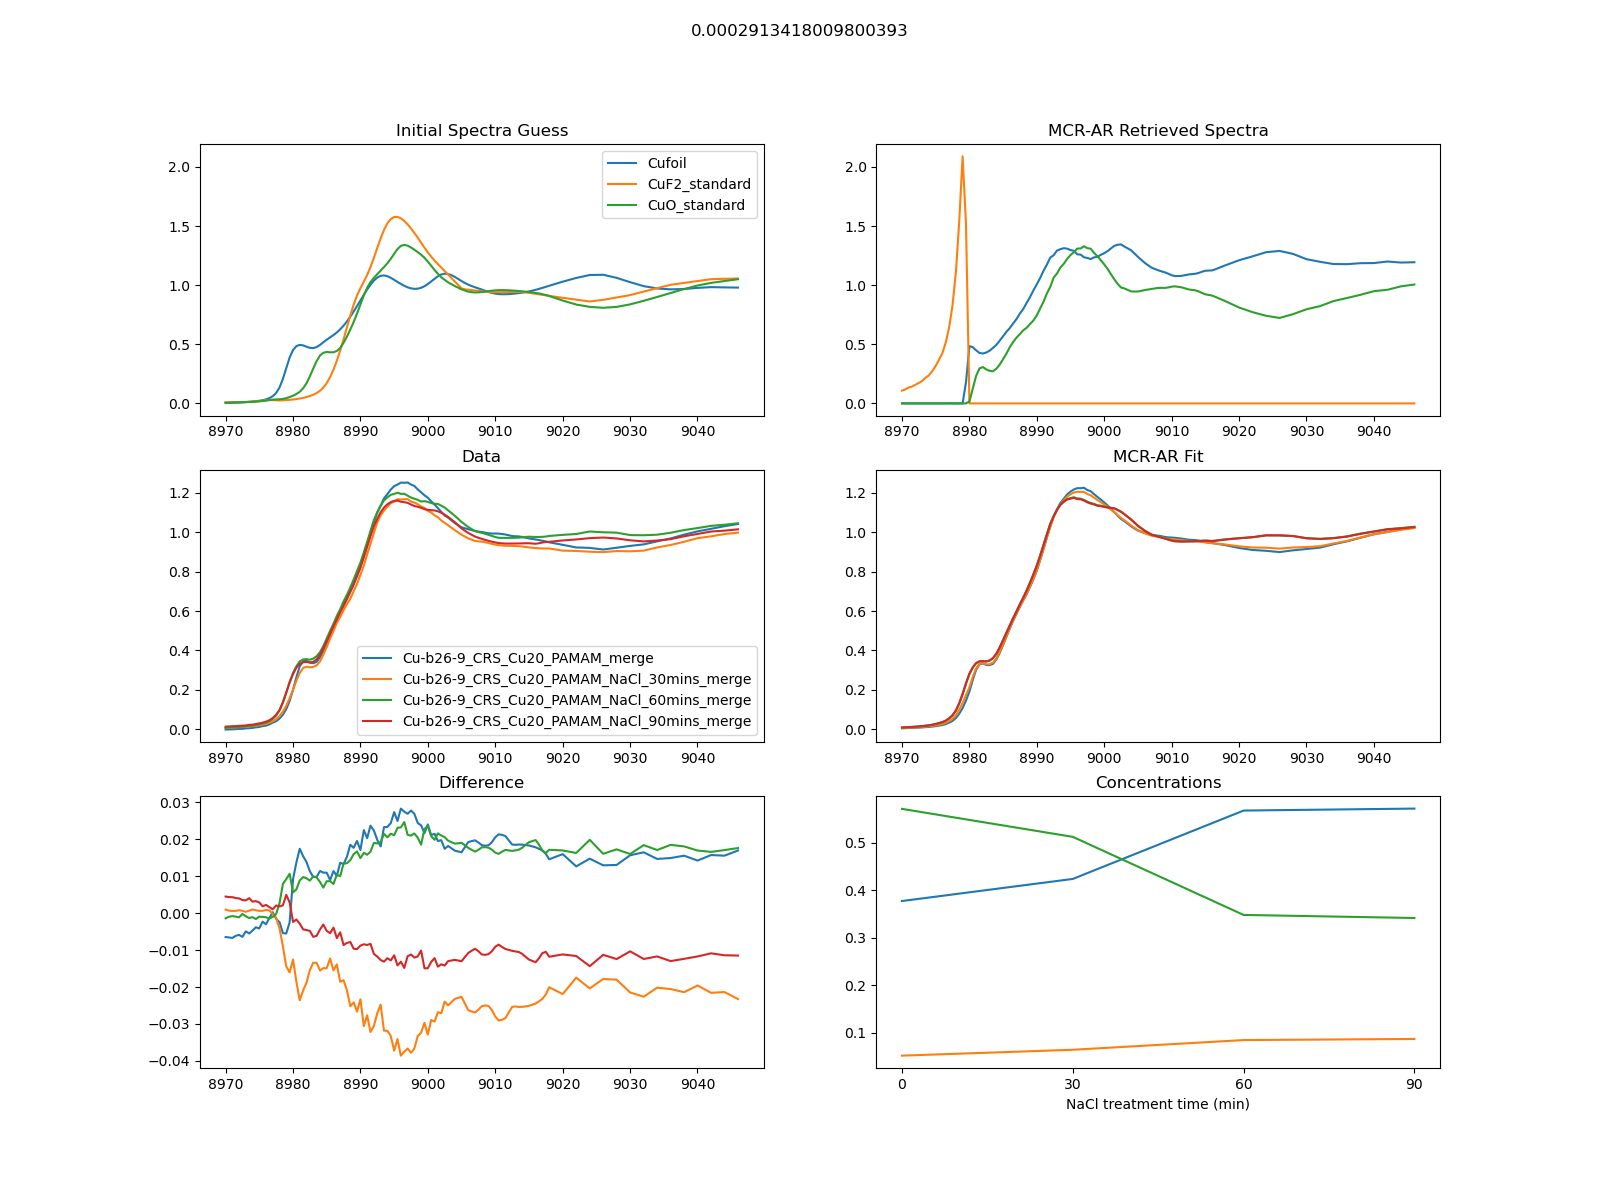 0.0002913418009800393
Initial Spectra Guess
MCR-AR Retrieved Spectra
2.0
1.5
1.0
0.5
0.0
Cufoil
CuF2_standard
CuO_standard
2.0
1.5
1.0
0.5
0.0
8970 8980 8990 9000 9010 9020 9030 9040
8970 8980 8990 9000 9010 9020 9030 9040
Data
MCR-AR Fit
1.2
1.0
0.8
0.6
0.4
0.2
0.0
Cu-b26-9_CRS_Cu20_PAMAM_merge
Cu-b26-9_CRS_Cu20_PAMAM_NaCl_30mins_merge
Cu-b26-9_CRS_Cu20_PAMAM_NaCl_60mins_merge
Cu-b26-9_CRS_Cu20_PAMAM_NaCl_90mins_merge
1.2
1.0
0.8
0.6
0.4
0.2
0.0
8970 8980 8990 9000 9010 9020 9030 9040
8970 8980 8990 9000 9010 9020 9030 9040
Difference
Concentrations
0.03
0.02
0.01
0.00
−0.01
−0.02
−0.03
−0.04
0.5
0.4
0.3
0.2
0.1
8970 8980 8990 9000 9010 9020 9030 9040
0 30 60 90
NaCl treatment time (min)